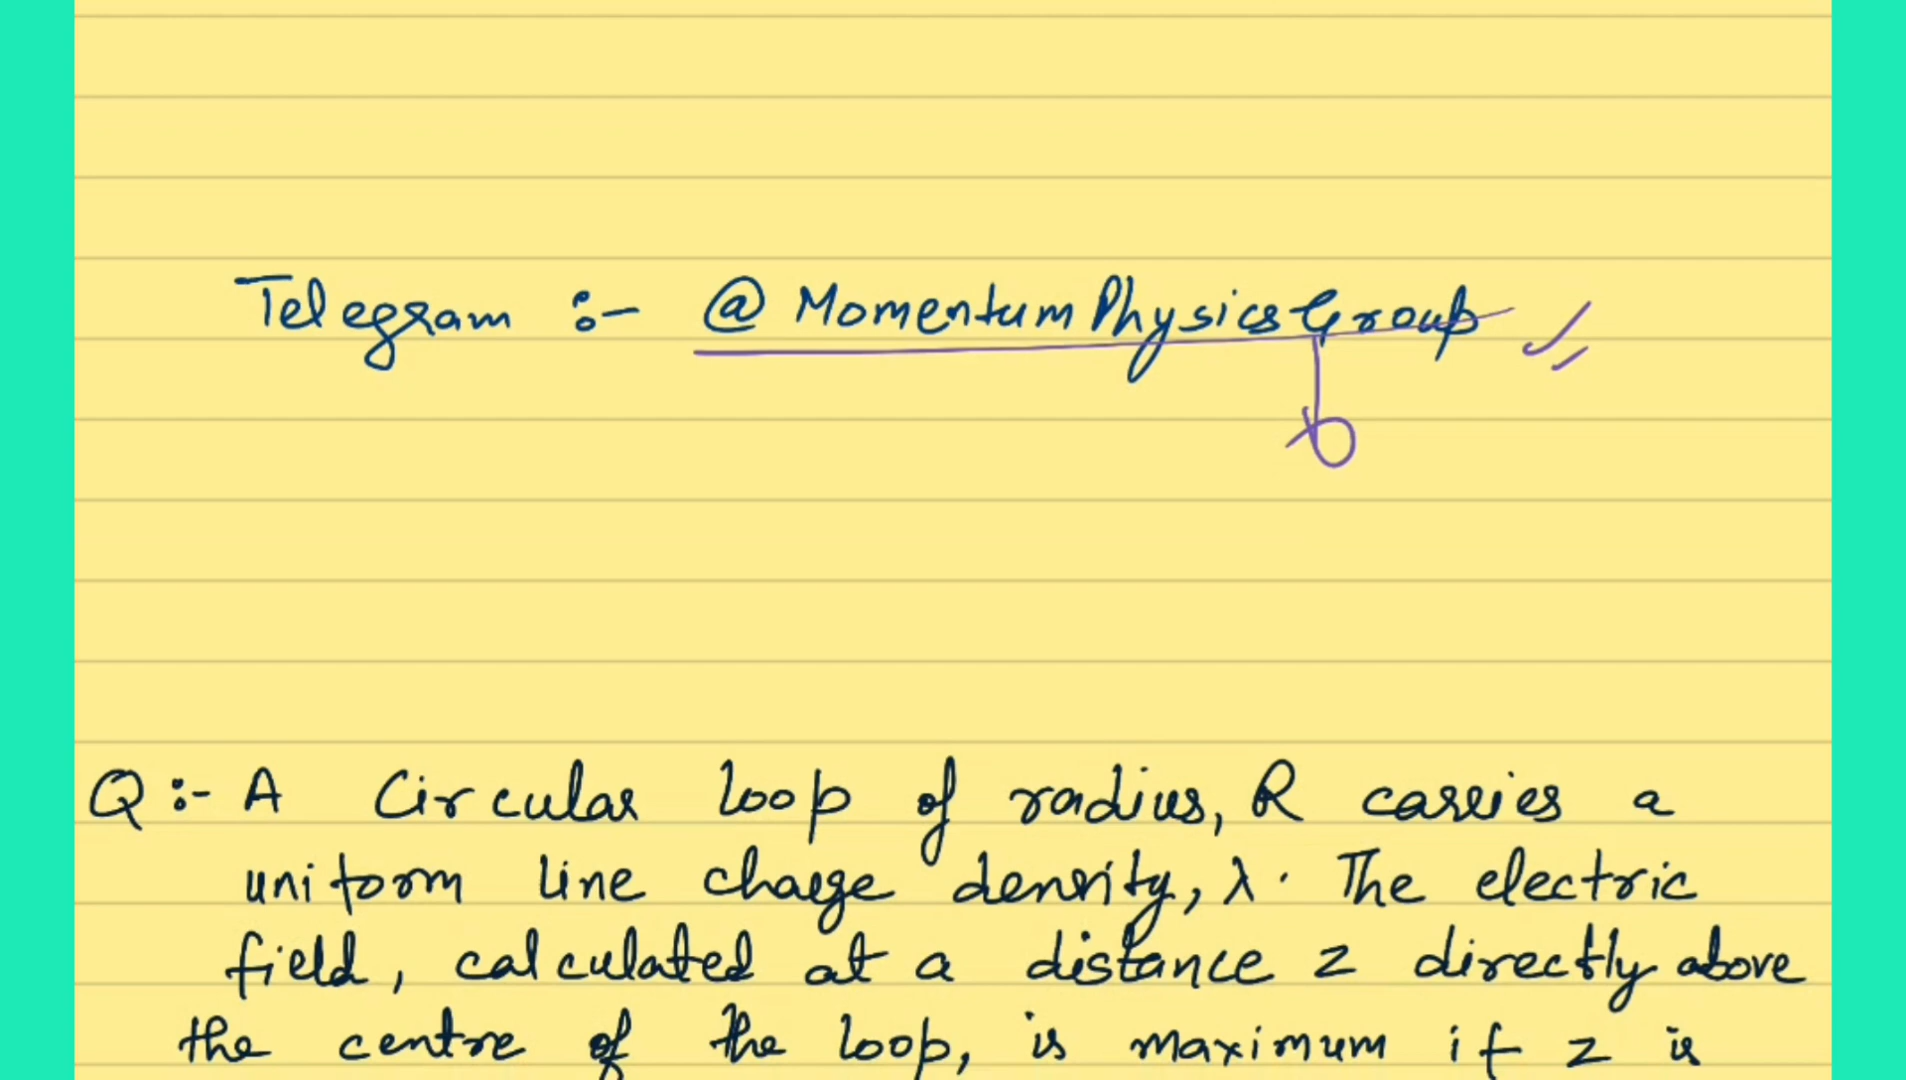 Telegram :- @MomentumPhysicsGroup
Q :- A Circular loop of radius, R carries a
uniform line charge density, λ. The electric
field, calculated at a distance z directly above
the centre of the loop, is maximum if z is